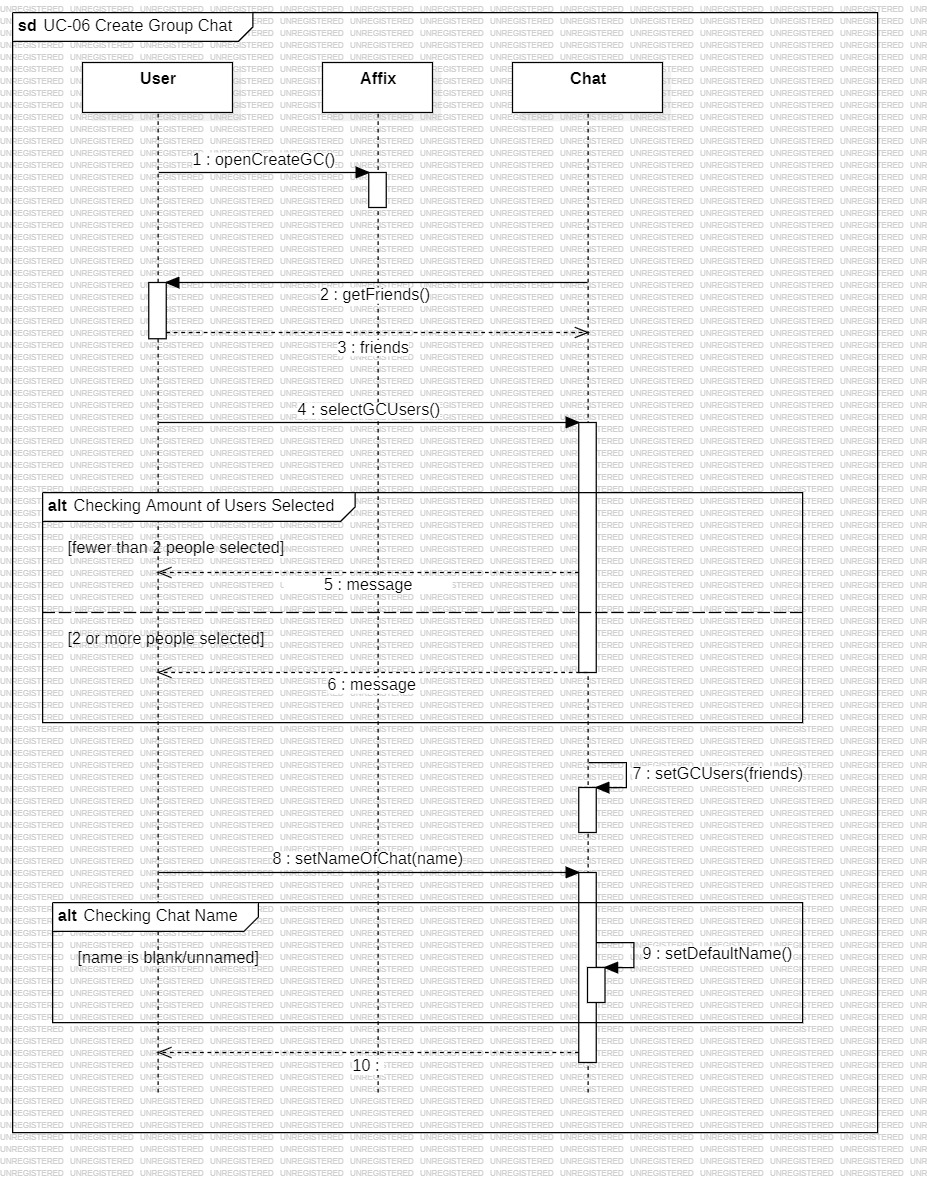 sd UC-06 Create Group Chat
User
Affix
Chat
1 : openCreateGC()
2 : getFriends()
3 : friends
4 : selectGCUsers()
alt Checking Amount of Users Selected
[fewer than 2 people selected]
5 : message
[2 or more people selected]
6 : message
7 : setGCUsers(friends)
8 : setNameOfChat(name)
alt Checking Chat Name
[name is blank/unnamed]
9 : setDefaultName()
10 :
UNREGISTERED